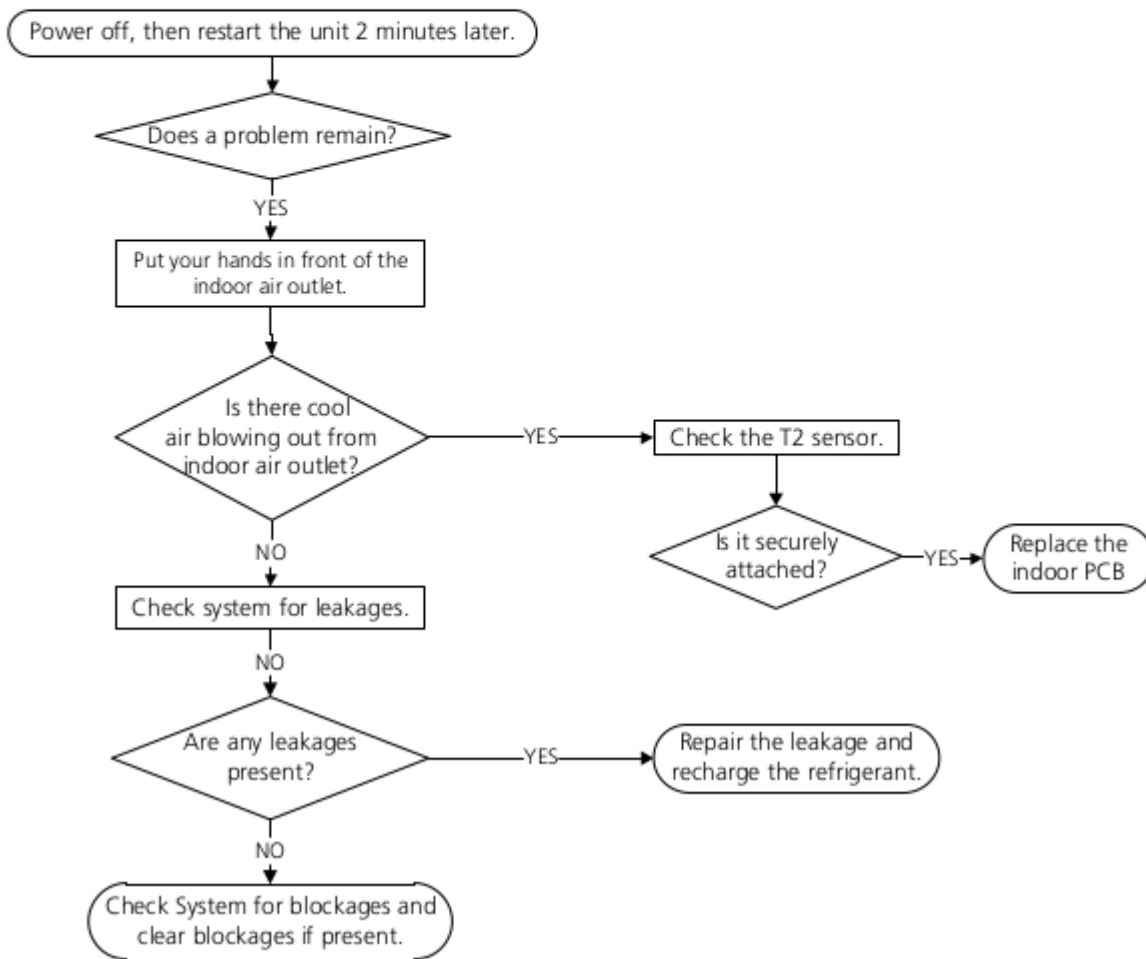 Power off, then restart the unit 2 minutes later.
Does a problem remain?
YES
Put your hands in front of the
indoor air outlet.
Is there cool
air blowing out from
indoor air outlet?
YES
Check the T2 sensor.
Is it securely
attached?
YES
Replace the
indoor PCB
NO
Check system for leakages.
NO
Are any leakages
present?
YES
Repair the leakage and
recharge the refrigerant.
NO
Check System for blockages and
clear blockages if present.